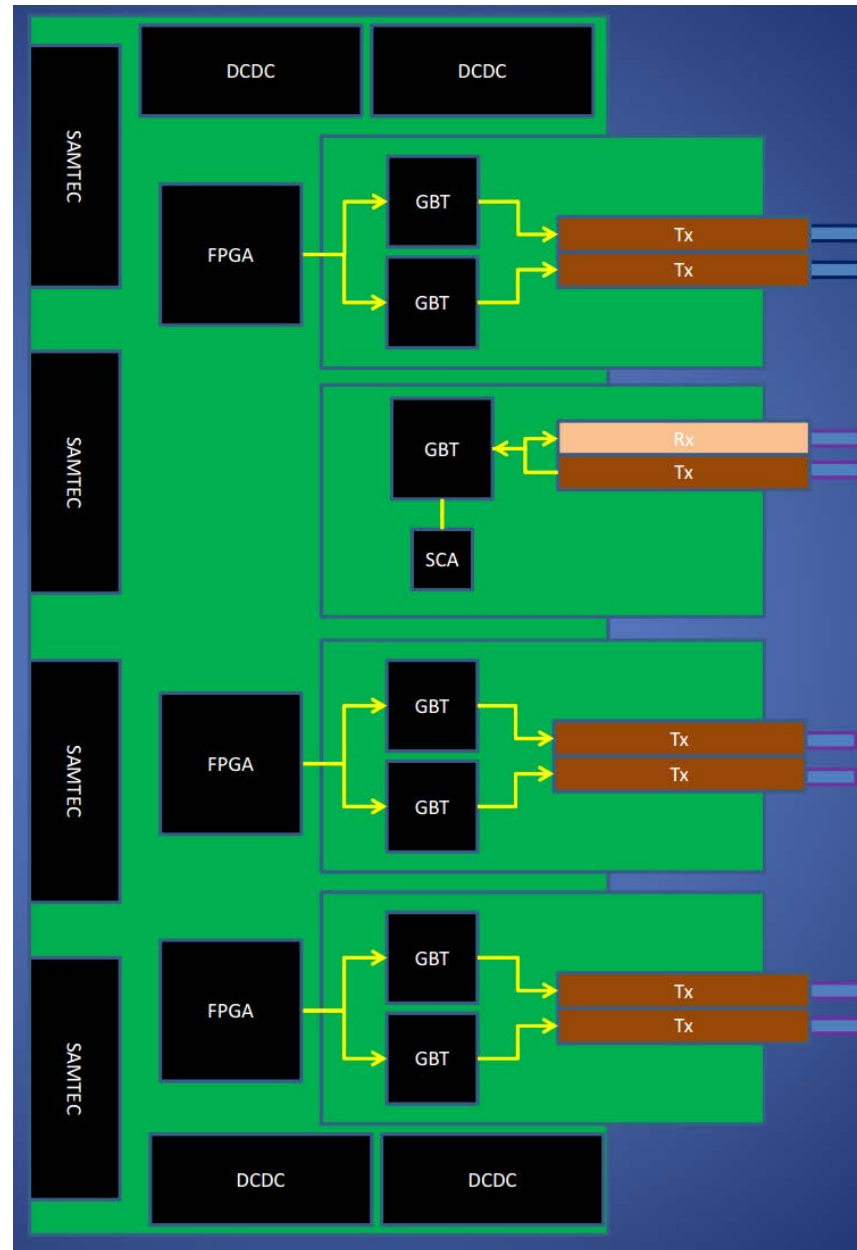 DCDC
DCDC
SAMTEC
GBT
FPGA
Tx
Tx
GBT
SAMTEC
Rx
GBT
Tx
SCA
SAMTEC
GBT
FPGA
Tx
Tx
GBT
SAMTEC
GBT
FPGA
Tx
Tx
GBT
DCDC
DCDC